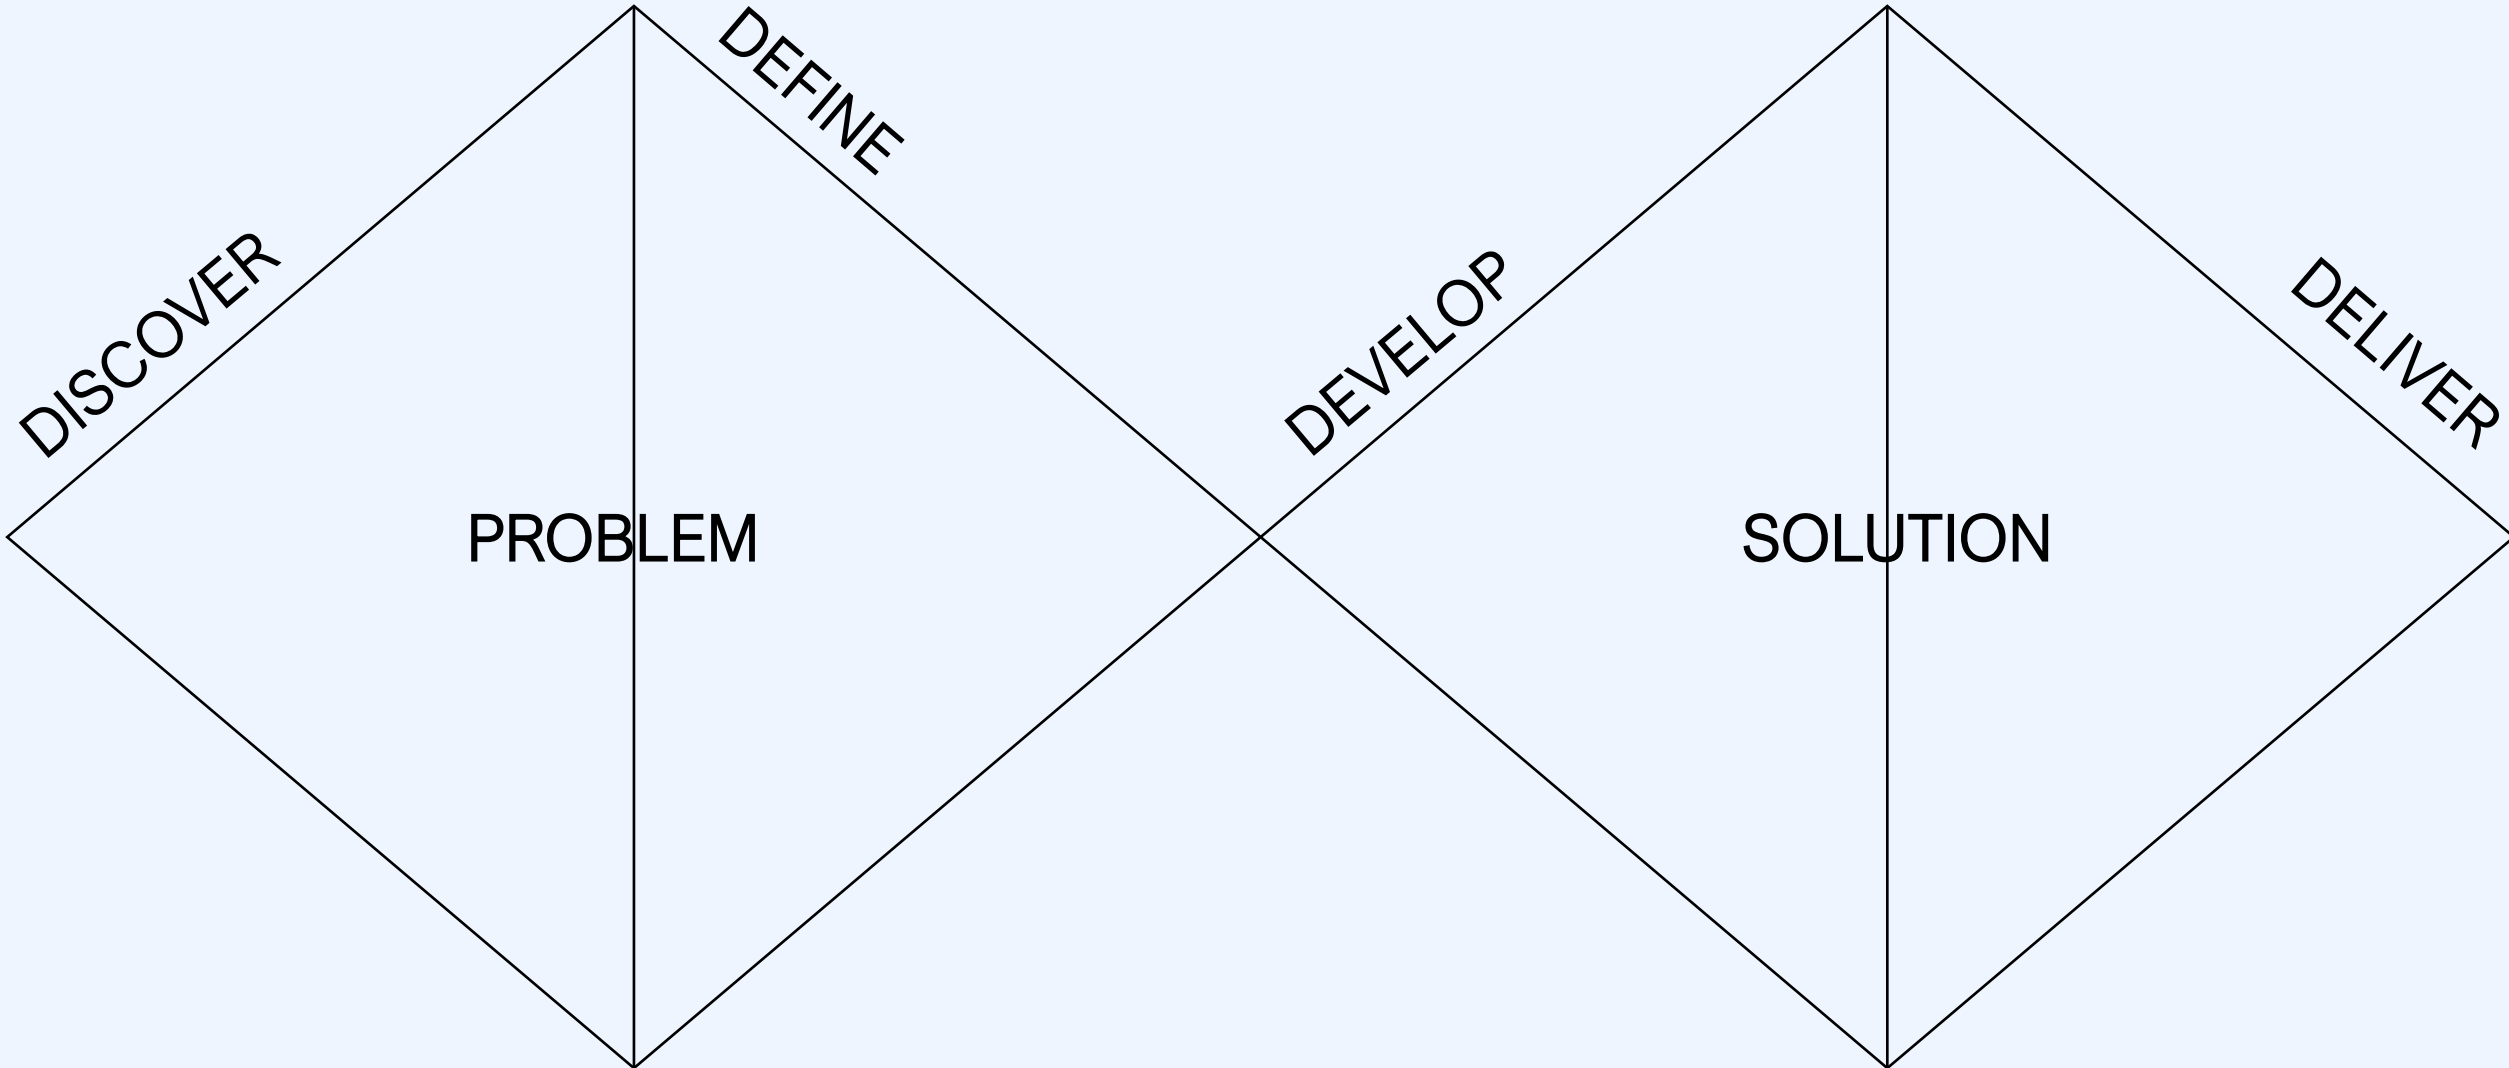 DISCOVER
DEFINE
DEVELOP
DELIVER
PROBLEM
SOLUTION